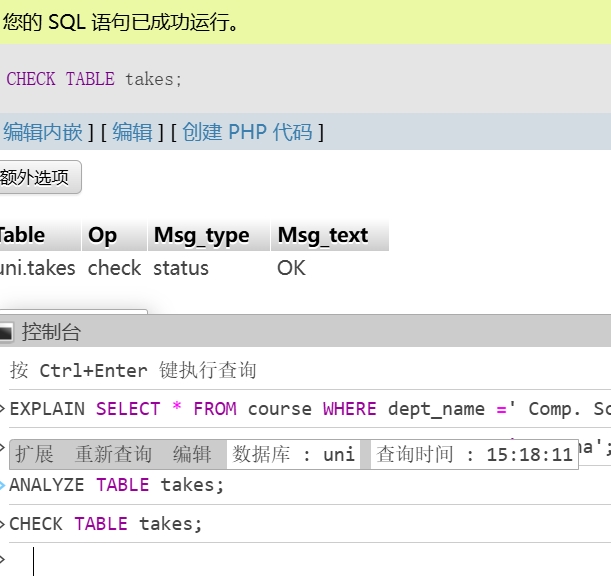 您的 SQL 语句已成功运行。
CHECK TABLE takes;
编辑内嵌 ] [ 编辑 ] [ 创建 PHP 代码 ]
额外选项
Table Op Msg_type Msg_text
uni.takes check status OK
控制台
按 Ctrl+Enter 键执行查询
>EXPLAIN SELECT * FROM course WHERE dept_name =' Comp. Sc
扩展 重新查询 编辑 数据库 : uni 查询时间 : 15:18:11
>ANALYZE TABLE takes;
>CHECK TABLE takes;
>